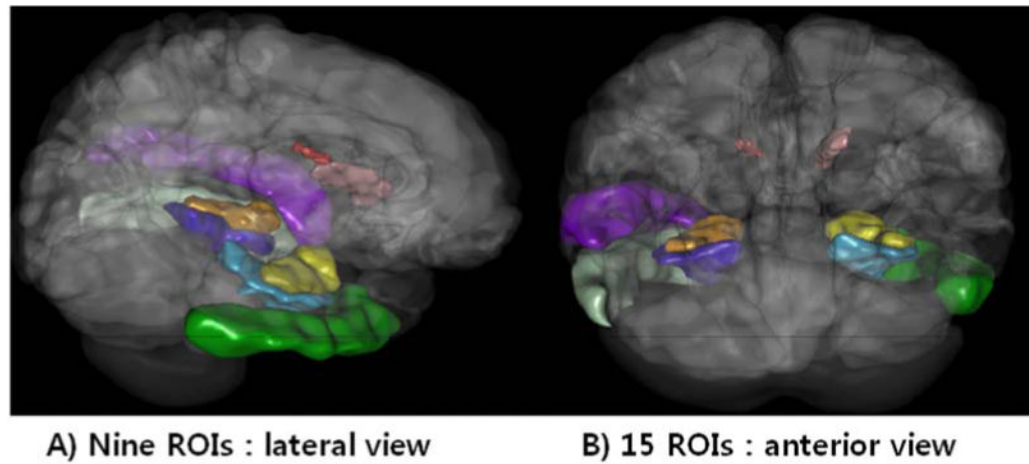 A) Nine ROIs : lateral view
B) 15 ROIs : anterior view